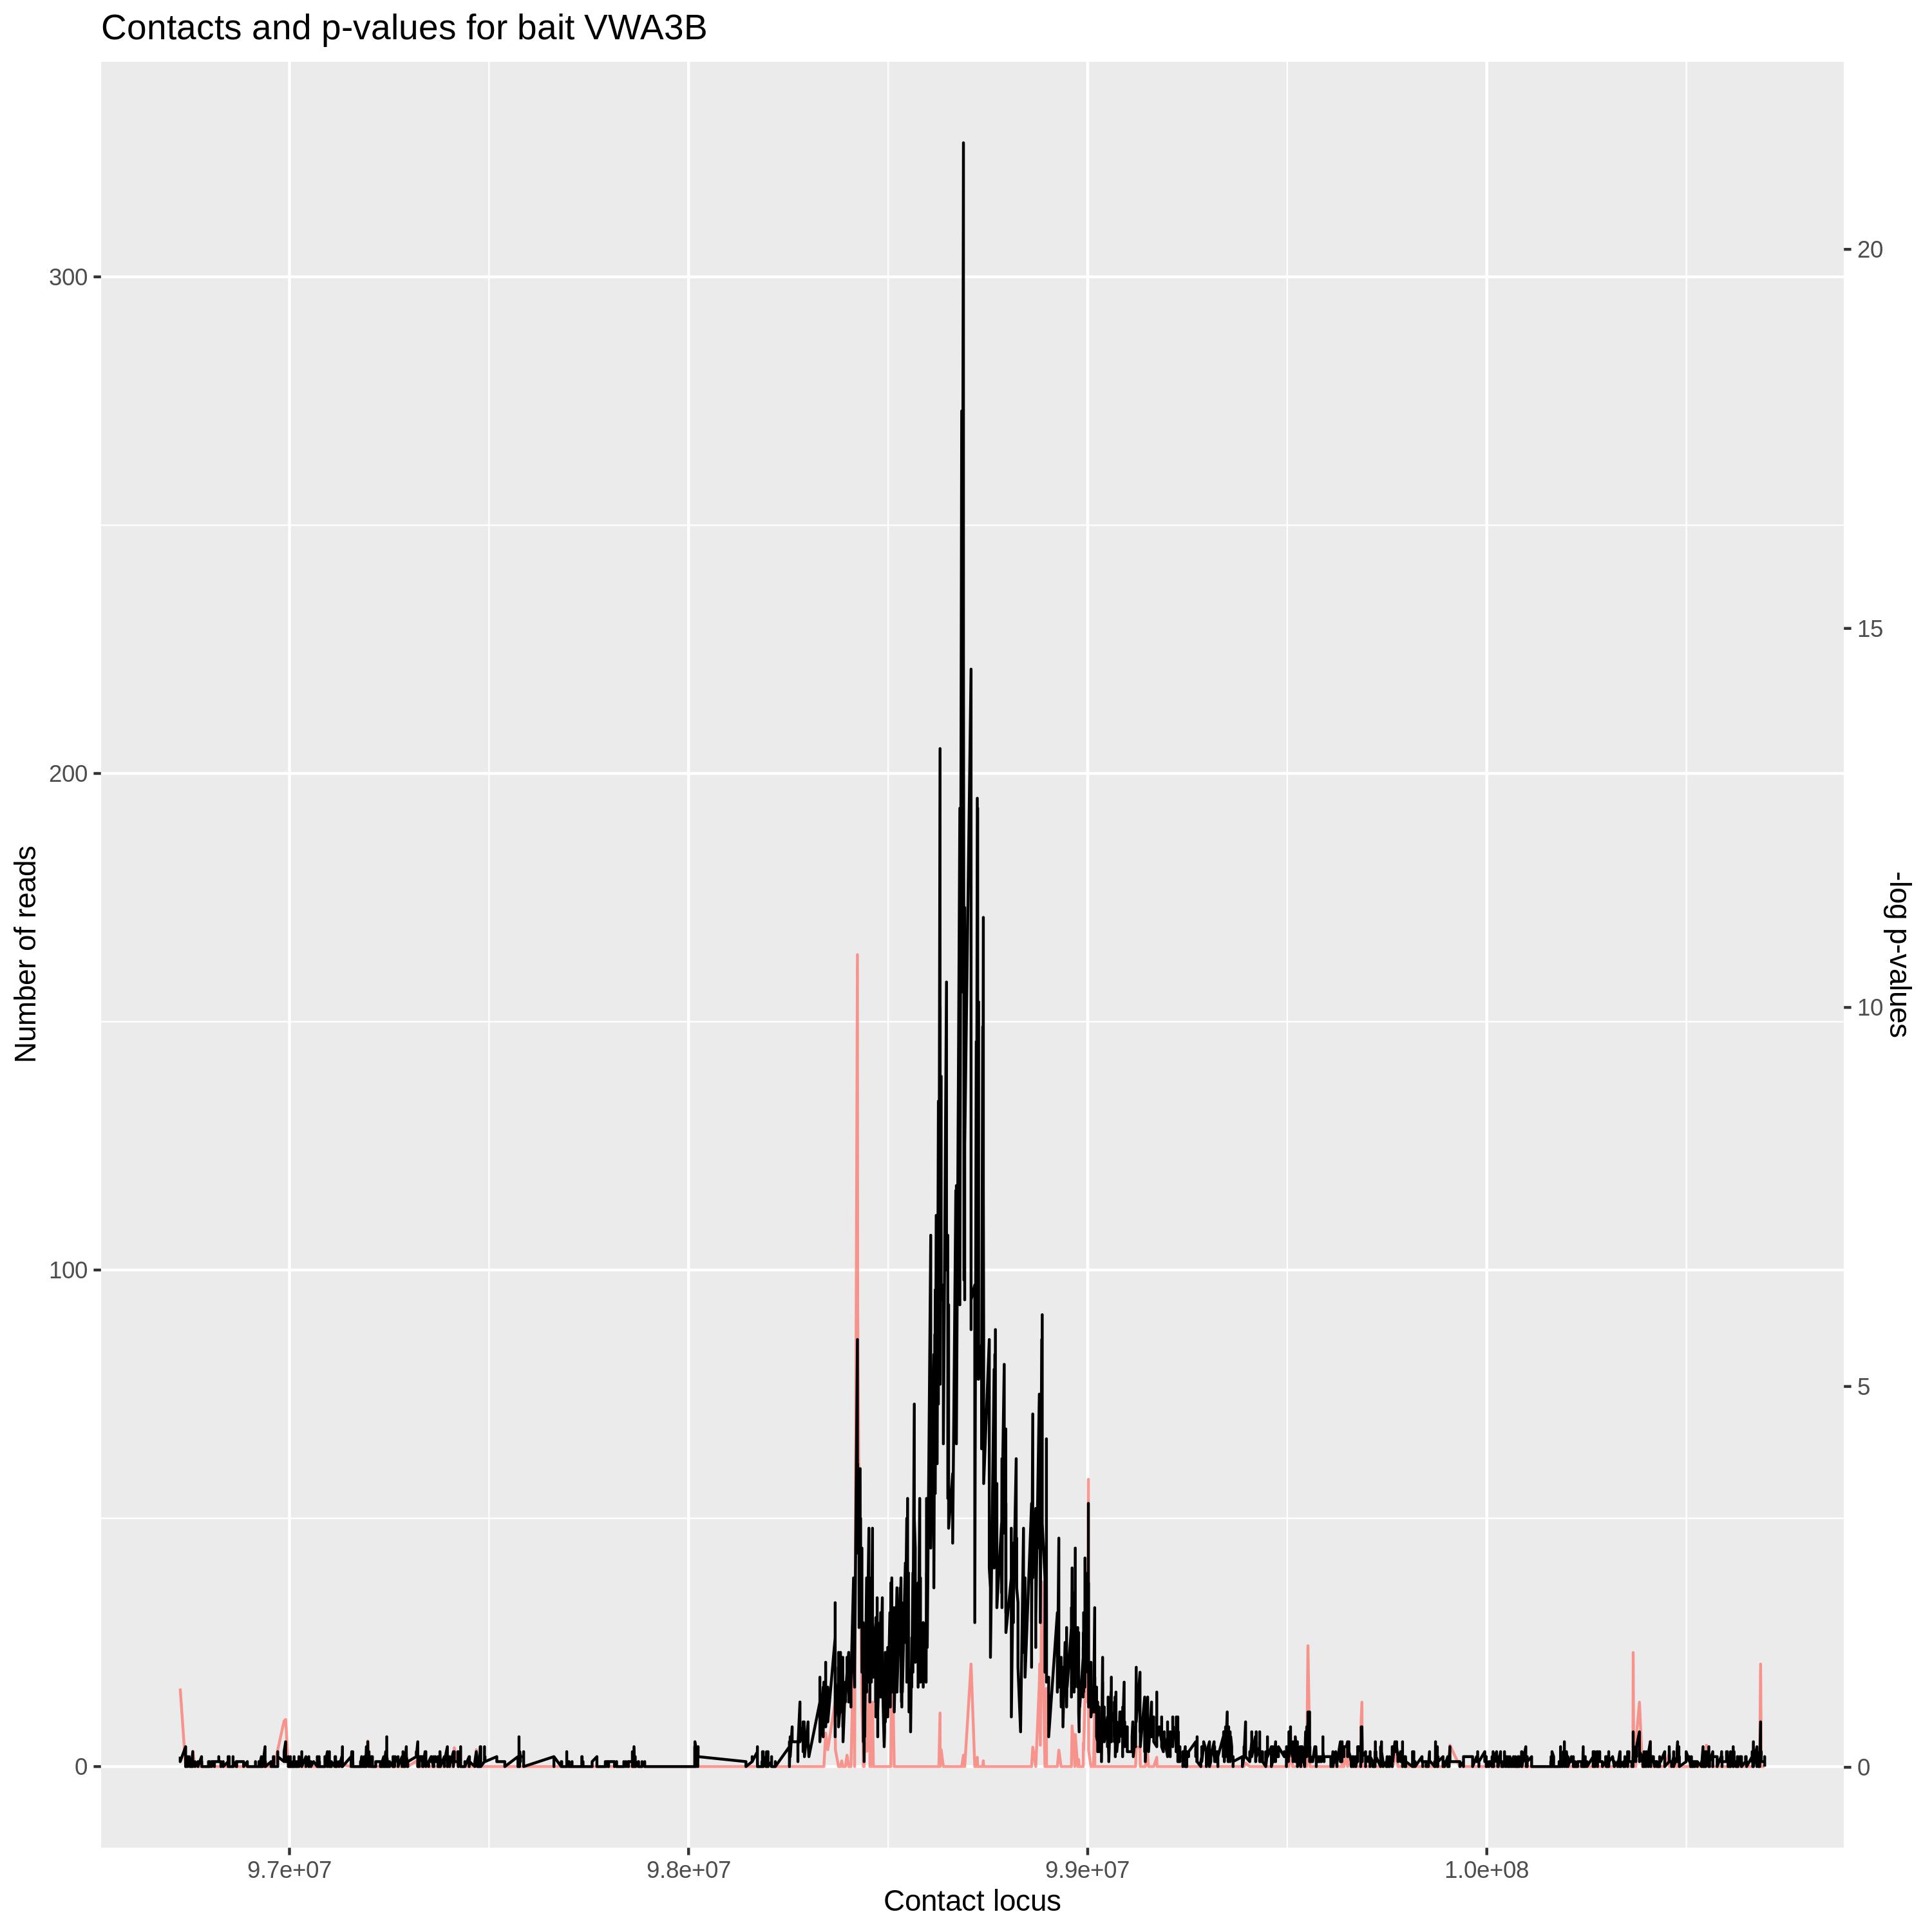 Contacts and p-values for bait VWA3B
Number of reads
300
200
100
0
20
15
10
5
0
-log p-values
9.7e+07
9.8e+07
9.9e+07
1.0e+08
Contact locus